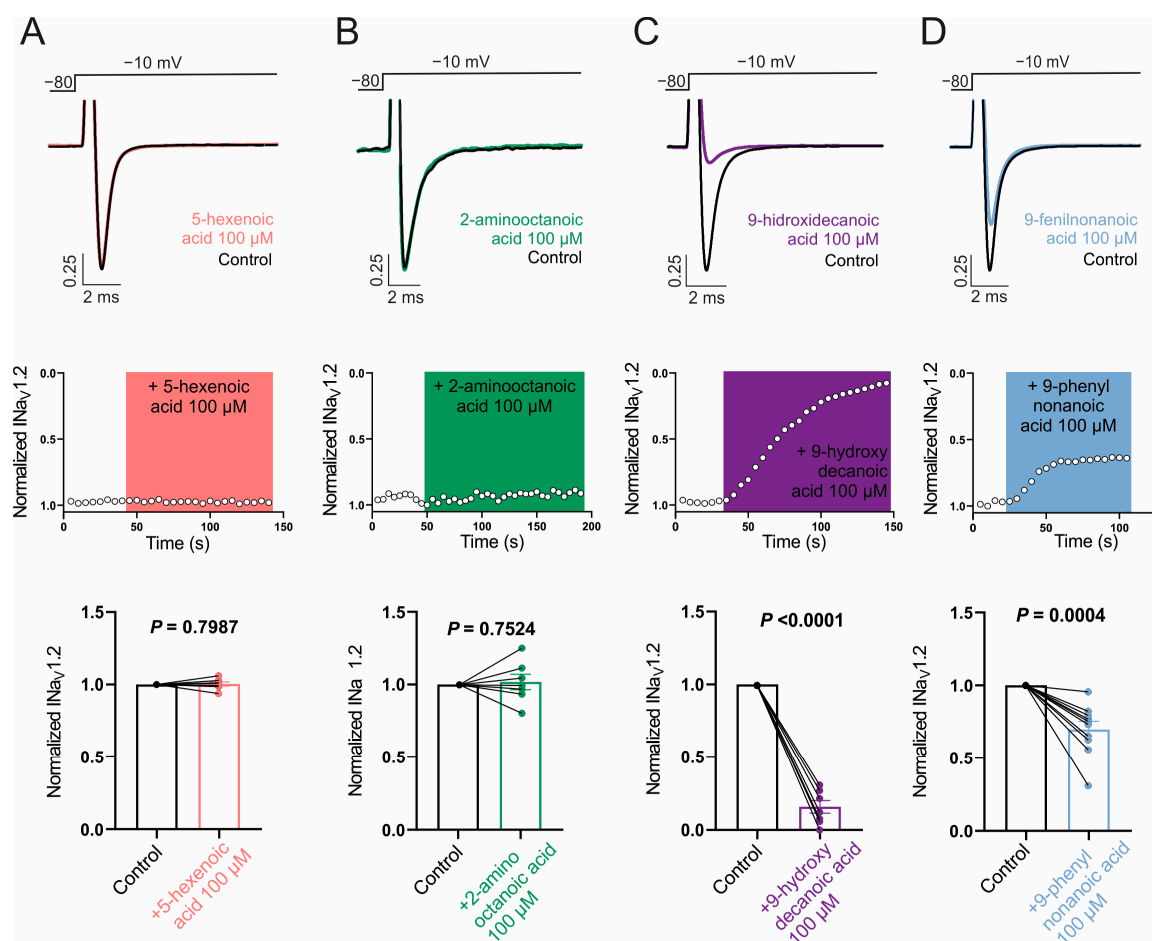 A
B
C
D
−10 mV
−80
5-hexenoic
acid 100 µM
Control
0.25
2 ms
−10 mV
−80
2-aminooctanoic
acid 100 µM
Control
0.25
2 ms
−10 mV
−80
9-hidroxidecanoic
acid 100 µM
Control
0.25
2 ms
−10 mV
−80
9-fenilnonanoic
acid 100 µM
Control
0.25
2 ms
Normalized INaV1.2
0.0
0.5
1.0
+ 5-hexenoic
acid 100 µM
0
50
100
150
Time (s)
Normalized INaV1.2
0.0
0.5
1.0
+ 2-aminooctanoic
acid 100 µM
0
50
100
150
200
Time (s)
Normalized INaV1.2
0.0
0.5
1.0
+ 9-hydroxy
decanoic
acid 100 µM
0
50
100
150
Time (s)
Normalized INaV1.2
0.0
0.5
1.0
+ 9-phenyl
nonanoic
acid 100 µM
0
50
100
Time (s)
Normalized INaV1.2
1.5
1.0
0.5
0.0
P = 0.7987
Control
+5-hexenoic
acid 100 µM
Normalized INa 1.2
1.5
1.0
0.5
0.0
P = 0.7524
Control
+2-amino
octanoic acid
100 µM
Normalized INaV1.2
1.5
1.0
0.5
0.0
P <0.0001
Control
+9-hydroxy
decanoic acid
100 µM
Normalized INaV1.2
1.5
1.0
0.5
0.0
P = 0.0004
Control
+9-phenyl
nonanoic acid
100 µM